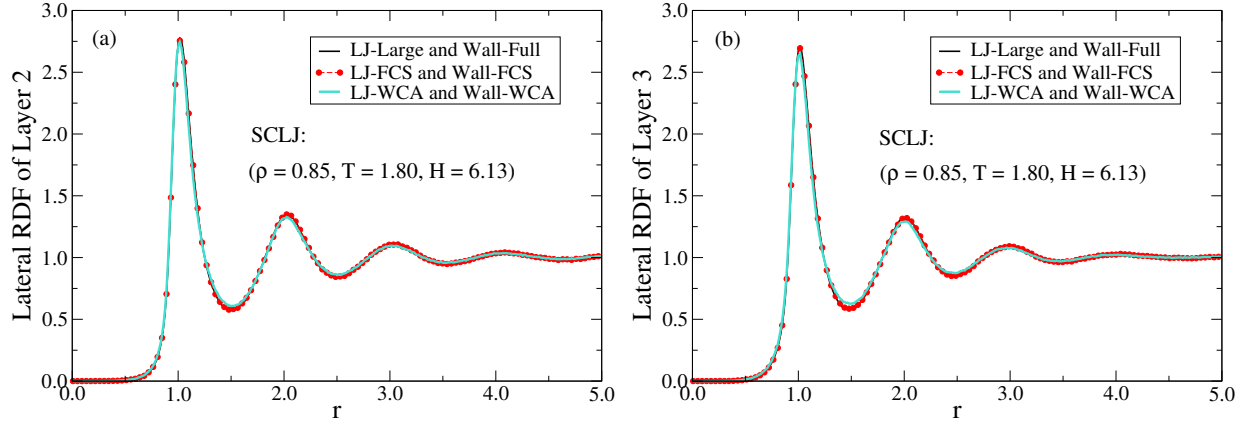 (a)
LJ-Large and Wall-Full
LJ-FCS and Wall-FCS
LJ-WCA and Wall-WCA
SCLJ:
(ρ = 0.85, T = 1.80, H = 6.13)
Lateral RDF of Layer 2
3.0
2.5
2.0
1.5
1.0
0.5
0.0
0.0 1.0 2.0 3.0 4.0 5.0
r
(b)
LJ-Large and Wall-Full
LJ-FCS and Wall-FCS
LJ-WCA and Wall-WCA
SCLJ:
(ρ = 0.85, T = 1.80, H = 6.13)
Lateral RDF of Layer 3
3.0
2.5
2.0
1.5
1.0
0.5
0.0
0.0 1.0 2.0 3.0 4.0 5.0
r